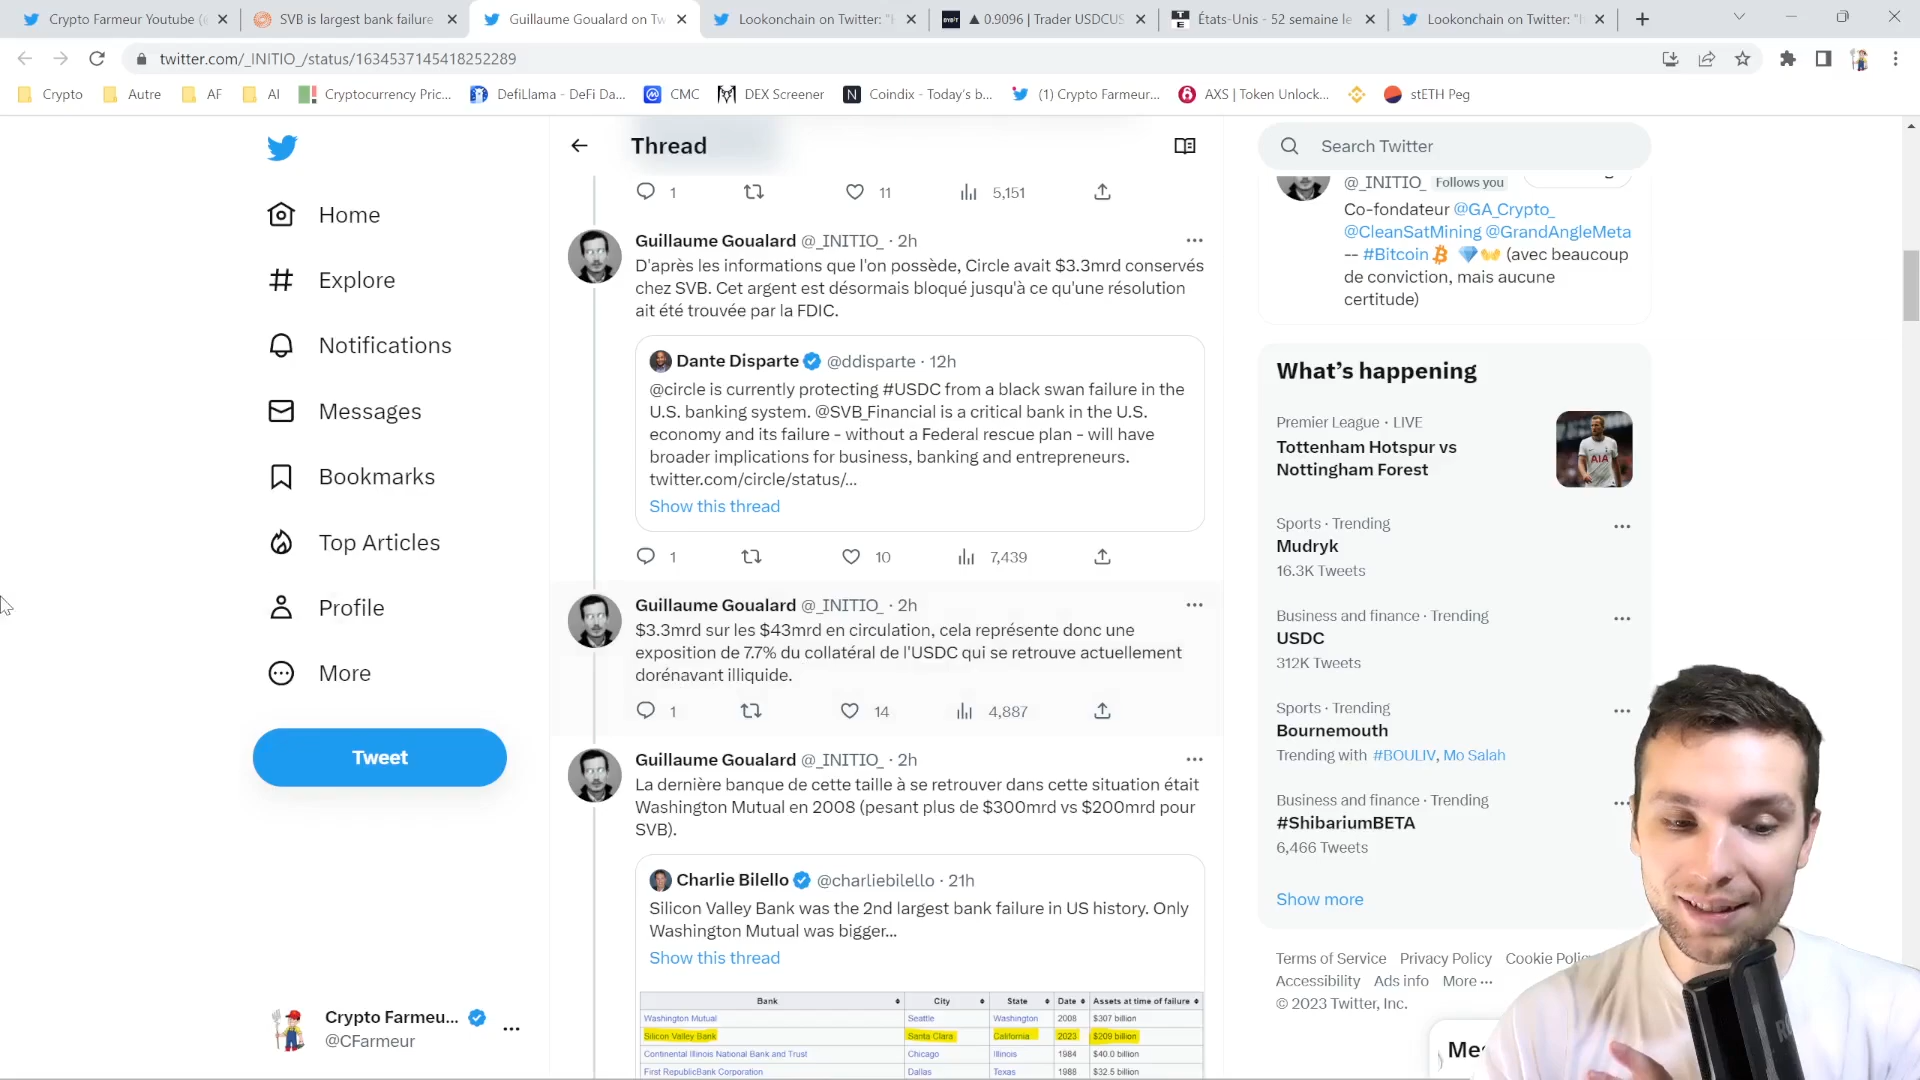 Crypto Farmeur Youtube (
SVB is largest bank failure
Guillaume Goualard on Tw
Lookonchain on Twitter: "
0.9096 | Trader USDCUS
États-Unis - 52 semaine le
Lookonchain on Twitter: "
twitter.com/_INITIO_/status/1634537145418252289
Crypto
Autre
AF
AI
Cryptocurrency Pric...
DefiLlama - DeFi Da...
CMC
DEX Screener
Coindix - Today's b...
(1) Crypto Farmeur...
AXS | Token Unlock...
stETH Peg
Home
Explore
Notifications
Messages
Bookmarks
Top Articles
Profile
More
Tweet
Crypto Farmeu...
@CFarmeur
Thread
1
11
5,151
Guillaume Goualard @_INITIO_ · 2h
D'après les informations que l'on possède, Circle avait $3.3mrd conservés
chez SVB. Cet argent est désormais bloqué jusqu'à ce qu'une résolution
ait été trouvée par la FDIC.
Dante Disparte @ddisparte · 12h
@circle is currently protecting #USDC from a black swan failure in the
U.S. banking system. @SVB_Financial is a critical bank in the U.S.
economy and its failure - without a Federal rescue plan - will have
broader implications for business, banking and entrepreneurs.
twitter.com/circle/status/...
Show this thread
1
10
7,439
Guillaume Goualard @_INITIO_ · 2h
$3.3mrd sur les $43mrd en circulation, cela représente donc une
exposition de 7.7% du collatéral de l'USDC qui se retrouve actuellement
dorénavant illiquide.
1
14
4,887
Guillaume Goualard @_INITIO_ · 2h
La dernière banque de cette taille à se retrouver dans cette situation était
Washington Mutual en 2008 (pesant plus de $300mrd vs $200mrd pour
SVB).
Charlie Bilello @charliebilello · 21h
Silicon Valley Bank was the 2nd largest bank failure in US history. Only
Washington Mutual was bigger...
Show this thread
Bank City State Date Assets at time of failure
Washington Mutual Seattle Washington 2008 $307 billion
Silicon Valley Bank Santa Clara California 2023 $209 billion
Continental Illinois National Bank and Trust Chicago Illinois 1984 $40.0 billion
First RepublicBank Corporation Dallas Texas 1988 $32.5 billion
Search Twitter
@_INITIO_ Follows you
Co-fondateur @GA_Crypto_
@CleanSatMining @GrandAngleMeta
-- #Bitcoin (avec beaucoup
de conviction, mais aucune
certitude)
What's happening
Premier League · LIVE
Tottenham Hotspur vs
Nottingham Forest
AIA
Sports · Trending
Mudryk
16.3K Tweets
Business and finance · Trending
USDC
312K Tweets
Sports · Trending
Bournemouth
Trending with #BOULIV, Mo Salah
Business and finance · Trending
#ShibariumBETA
6,466 Tweets
Show more
Terms of Service Privacy Policy Cookie
Accessibility Ads info More ···
© 2023 Twitter, Inc.